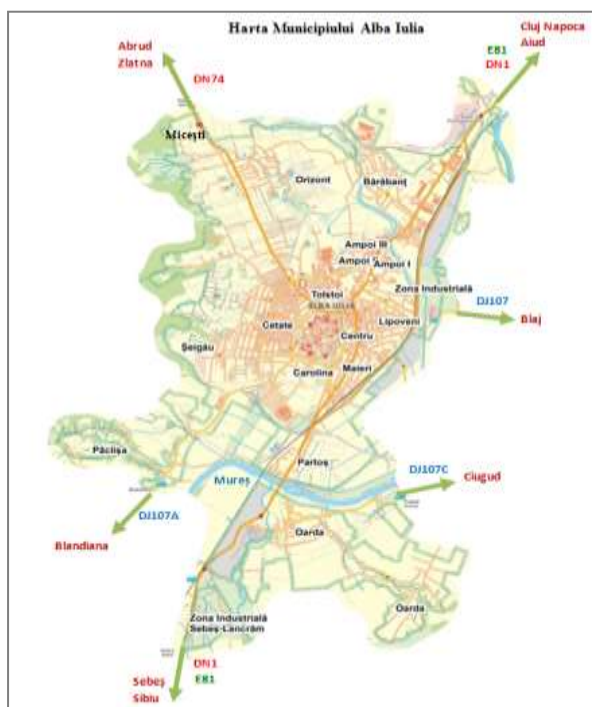 Harta Municipiului Alba Iulia
Cluj Napoca
Aiud
E81
DN1
Abrud
Zlatna
DN74
Micești
Orizont
Bărăbanț
Ampoi III
Ampoi I
Zona Industrială
DJ107
Blaj
Tolstoi
ALBA IULIA
Cetate
Lipoveni
Centru
Șeigău
Carolina
Maieri
Pâclișa
Partoș
DJ107C
Ciugud
Mureș
DJ107A
Blandiana
Oarda
Oarda
Zona Industrială
Sebeș-Lancrăm
DN1
E81
Sebeș
Sibiu